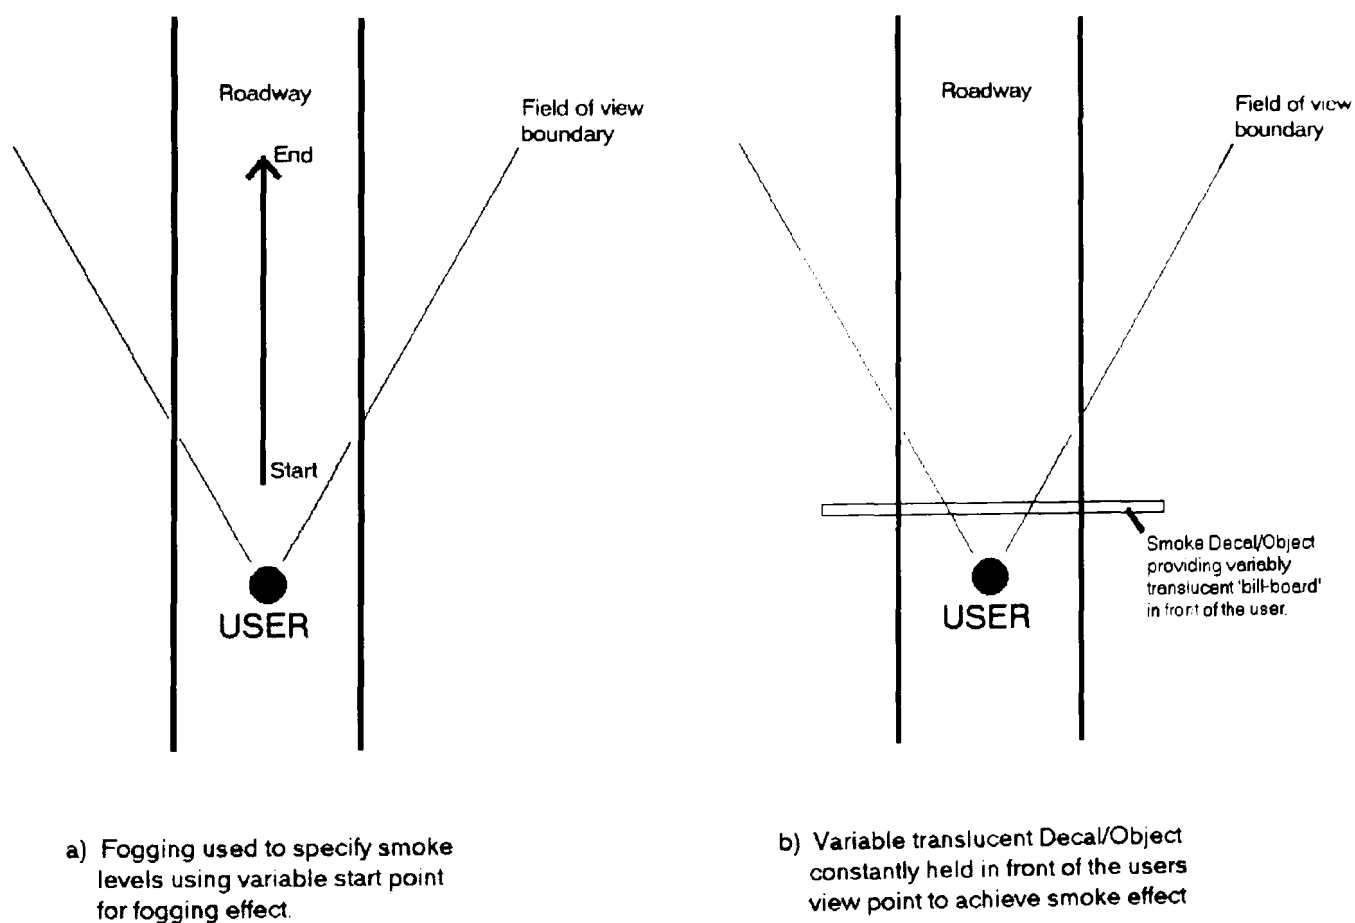 Roadway
Field of view
boundary
End
Start
USER
a) Fogging used to specify smoke
levels using variable start point
for fogging effect.
Roadway
Field of view
boundary
Smoke Decal/Object
providing variably
translucent 'bill-board'
in front of the user.
USER
b) Variable translucent Decal/Object
constantly held in front of the users
view point to achieve smoke effect